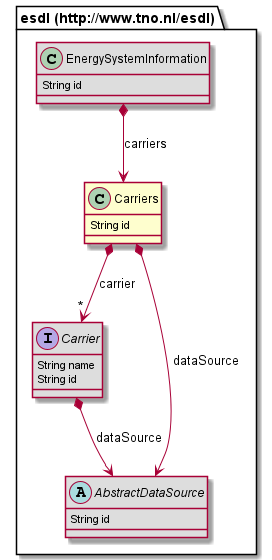 esdl (http://www.tno.nl/esdl)
C EnergySystemInformation
String id
carriers
C Carriers
String id
carrier
*
I Carrier
String name
String id
dataSource
dataSource
A AbstractDataSource
String id